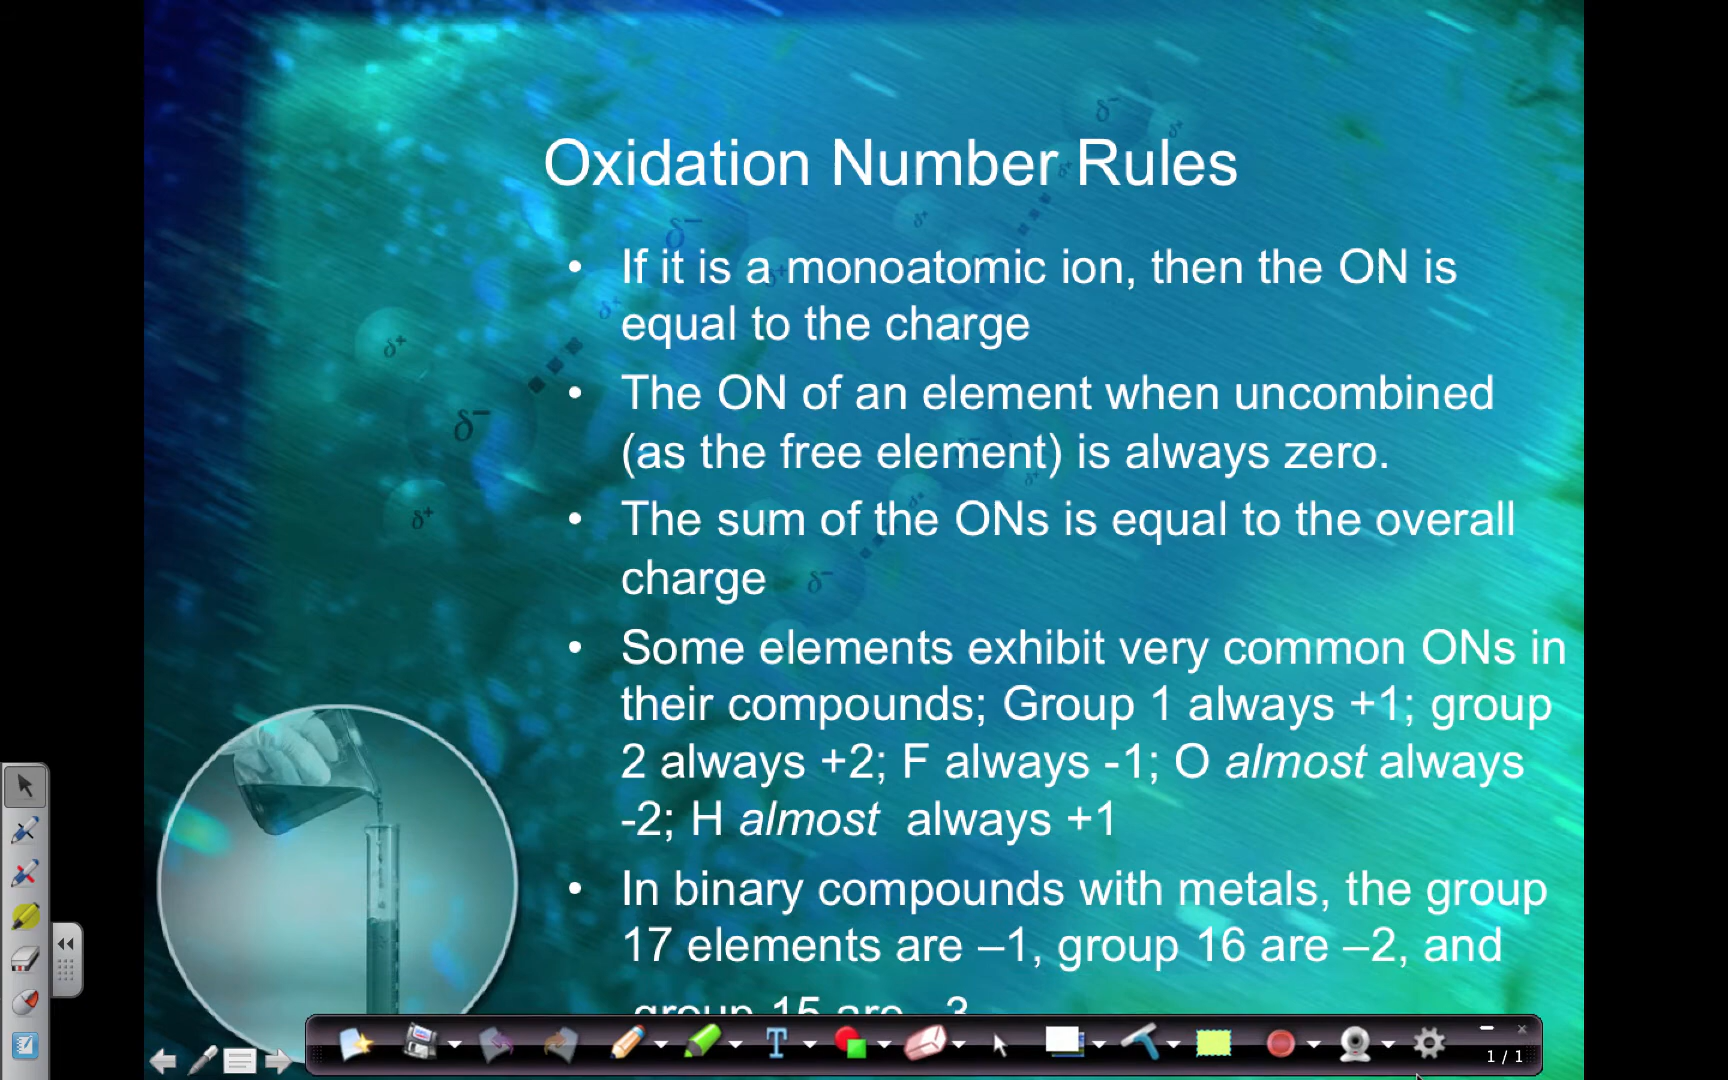 Oxidation Number Rules
• If it is a monoatomic ion, then the ON is
equal to the charge
• The ON of an element when uncombined
(as the free element) is always zero.
• The sum of the ONs is equal to the overall
charge
• Some elements exhibit very common ONs in
their compounds; Group 1 always +1; group
2 always +2; F always -1; O almost always
-2; H almost always +1
• In binary compounds with metals, the group
17 elements are –1, group 16 are –2, and
group 15 are –3
δ⁻
δ⁺
δ⁻
δ⁺
δ⁺
δ⁺
δ⁻
δ⁺
δ⁻
T
1 / 1